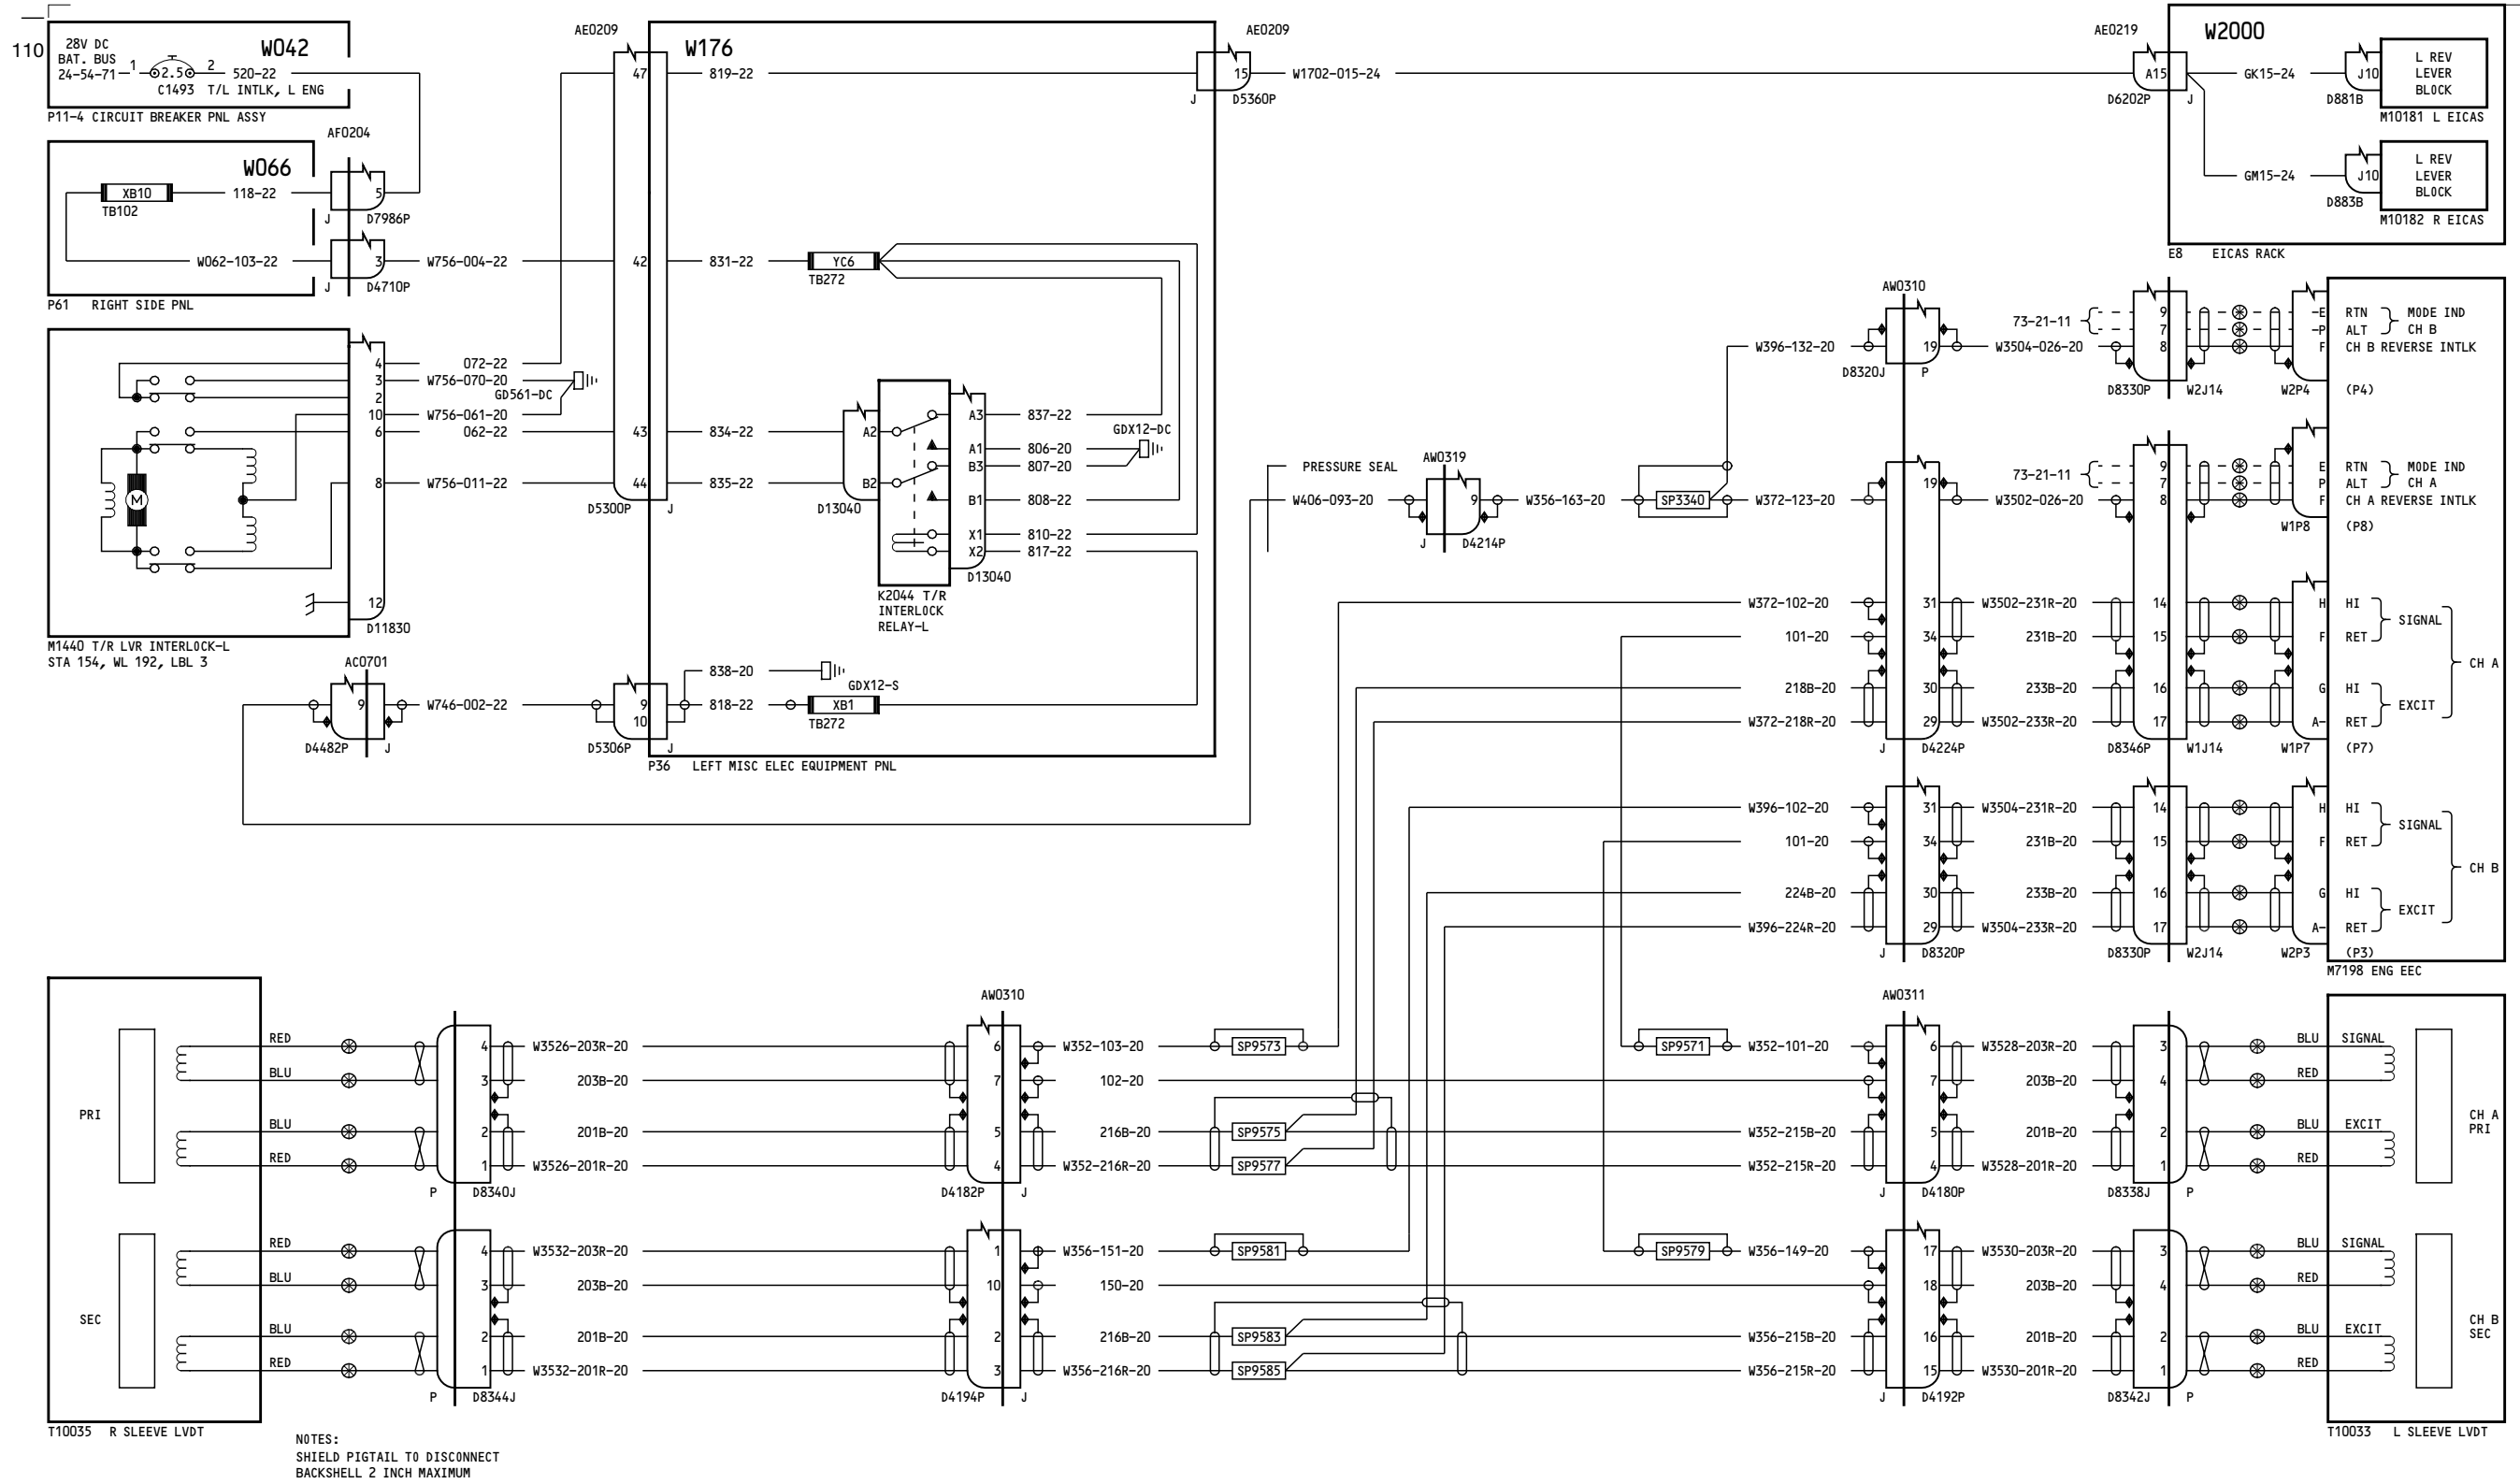 110
28V DC
BAT. BUS
24-54-71
1
2.5
2
W042
520-22
C1493 T/L INTLK, L ENG
P11-4 CIRCUIT BREAKER PNL ASSY
AF0204
W066
XB10
TB102
118-22
5
J
D7986P
W062-103-22
3
W756-004-22
J
D4710P
P61 RIGHT SIDE PNL
M
4
3
2
10
6
8
12
D11830
072-22
W756-070-20
GD561-DC
W756-061-20
062-22
W756-011-22
M1440 T/R LVR INTERLOCK-L
STA 154, WL 192, LBL 3
AC0701
9
W746-002-22
D4482P
J
AE0209
47
42
43
44
D5300P
J
W176
819-22
831-22
YC6
TB272
834-22
835-22
A2
B2
D13040
A3
A1
B3
B1
X1
X2
D13040
837-22
806-20
807-20
808-22
810-22
817-22
GDX12-DC
K2044 T/R
INTERLOCK
RELAY-L
838-20
GDX12-S
9
10
818-22
XB1
TB272
D5306P
J
P36 LEFT MISC ELEC EQUIPMENT PNL
AE0209
15
J
D5360P
W1702-015-24
AE0219
A15
D6202P
J
W2000
GK15-24
J10
D881B
L REV
LEVER
BLOCK
M10181 L EICAS
GM15-24
J10
D883B
L REV
LEVER
BLOCK
M10182 R EICAS
E8 EICAS RACK
PRESSURE SEAL
W406-093-20
AW0319
9
J
D4214P
W356-163-20
SP3340
W396-132-20
W372-123-20
AW0310
19
D8320J
P
73-21-11
W3504-026-20
9
7
8
D8330P
W2J14
-E
-P
F
W2P4
RTN
ALT
MODE IND
CH B
CH B REVERSE INTLK
(P4)
19
73-21-11
W3502-026-20
9
7
8
E
P
F
RTN
ALT
MODE IND
CH A
CH A REVERSE INTLK
W1P8
(P8)
W372-102-20
31
W3502-231R-20
14
H
HI
101-20
34
231B-20
15
F
RET
SIGNAL
218B-20
30
233B-20
16
G
HI
W372-218R-20
29
W3502-233R-20
17
A-
RET
EXCIT
CH A
J
D4224P
D8346P
W1J14
W1P7
(P7)
W396-102-20
31
W3504-231R-20
14
H
HI
101-20
34
231B-20
15
F
RET
SIGNAL
224B-20
30
233B-20
16
G
HI
W396-224R-20
29
W3504-233R-20
17
A-
RET
EXCIT
CH B
J
D8320P
D8330P
W2J14
W2P3
(P3)
M7198 ENG EEC
PRI
RED
4
W3526-203R-20
BLU
3
203B-20
BLU
2
201B-20
RED
1
W3526-201R-20
P
D8340J
AW0310
6
W352-103-20
SP9573
7
102-20
5
216B-20
SP9575
4
W352-216R-20
SP9577
D4182P
J
SP9571
AW0311
W352-101-20
6
W3528-203R-20
3
BLU
SIGNAL
7
203B-20
4
RED
W352-215B-20
5
201B-20
2
BLU
EXCIT
W352-215R-20
4
W3528-201R-20
1
RED
J
D4180P
D8338J
P
CH A
PRI
SEC
RED
4
W3532-203R-20
BLU
3
203B-20
BLU
2
201B-20
RED
1
W3532-201R-20
P
D8344J
1
W356-151-20
SP9581
10
150-20
2
216B-20
SP9583
3
W356-216R-20
SP9585
D4194P
J
SP9579
W356-149-20
17
W3530-203R-20
3
BLU
SIGNAL
18
203B-20
4
RED
W356-215B-20
16
201B-20
2
BLU
EXCIT
W356-215R-20
15
W3530-201R-20
1
RED
J
D4192P
D8342J
P
CH B
SEC
T10035 R SLEEVE LVDT
T10033 L SLEEVE LVDT
NOTES:
SHIELD PIGTAIL TO DISCONNECT
BACKSHELL 2 INCH MAXIMUM